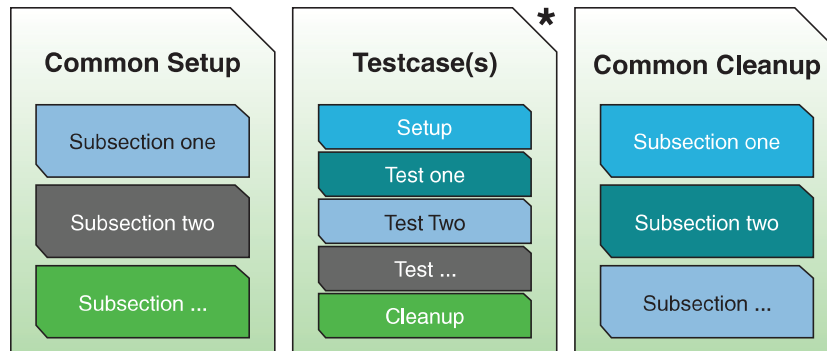 Common Setup
Subsection one
Subsection two
Subsection ...
*
Testcase(s)
Setup
Test one
Test Two
Test ...
Cleanup
Common Cleanup
Subsection one
Subsection two
Subsection ...